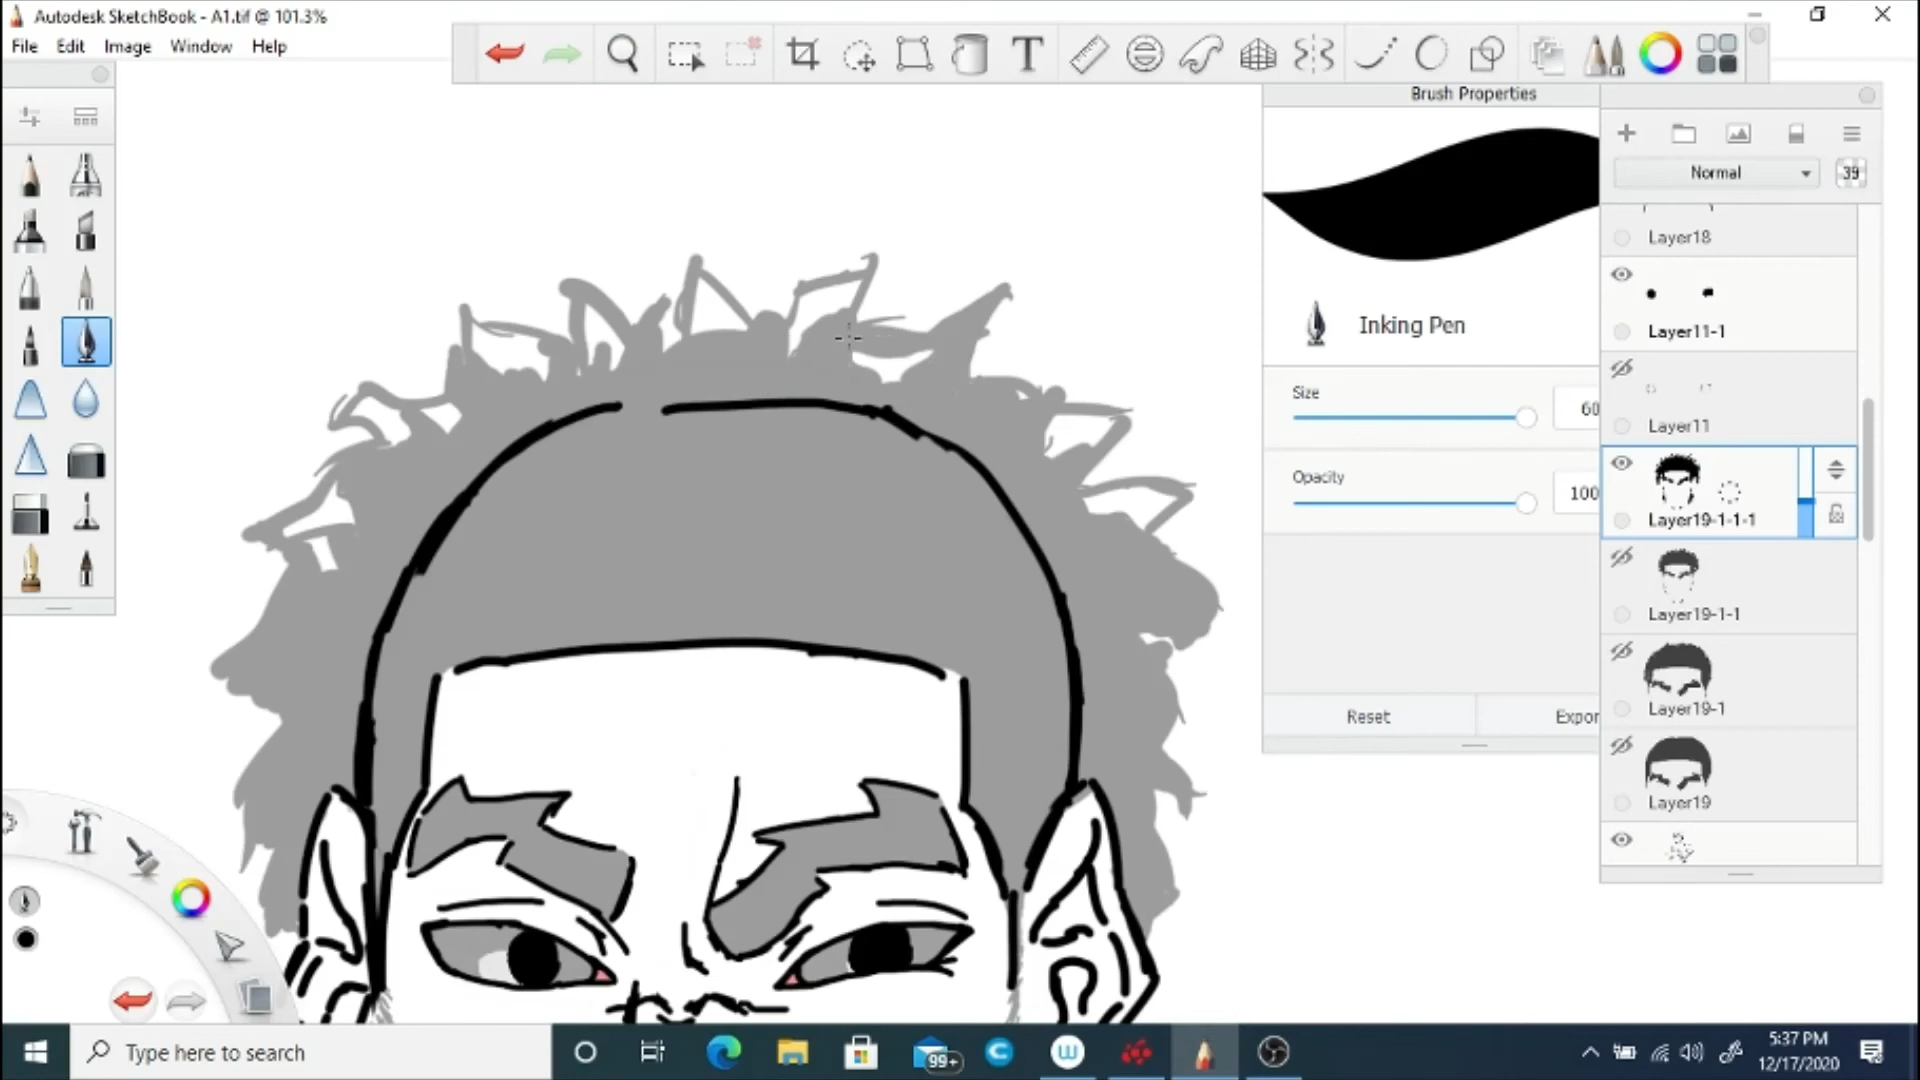 Autodesk SketchBook - A1.tif @ 101.3%
File Edit Image Window Help
T
Brush Properties
Normal
39
Layer18
Inking Pen
Layer11-1
Size
60
Layer11
Opacity
100
Layer19-1-1-1
Layer19-1-1
Reset
Expor
Layer19-1
Layer19
Type here to search
99+
5:37 PM
12/17/2020